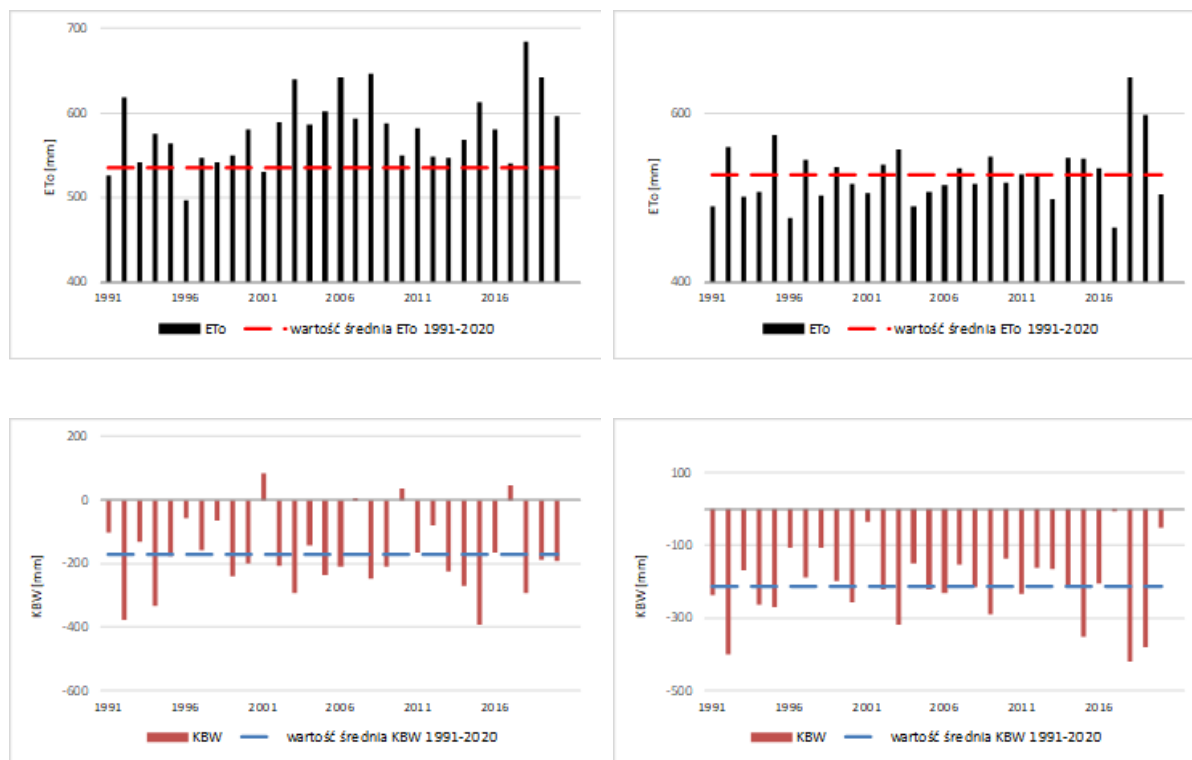 700
600
500
400
ETo [mm]
1991 1996 2001 2006 2011 2016
ETo wartość średnia ETo 1991-2020
600
400
ETo [mm]
1991 1996 2001 2006 2011 2016
ETo wartość średnia ETo 1991-2020
200
0
-200
-400
-600
KBW [mm]
1991 1996 2001 2006 2011 2016
KBW wartość średnia KBW 1991-2020
100
-100
-300
-500
KBW [mm]
1991 1996 2001 2006 2011 2016
KBW wartość średnia KBW 1991-2020